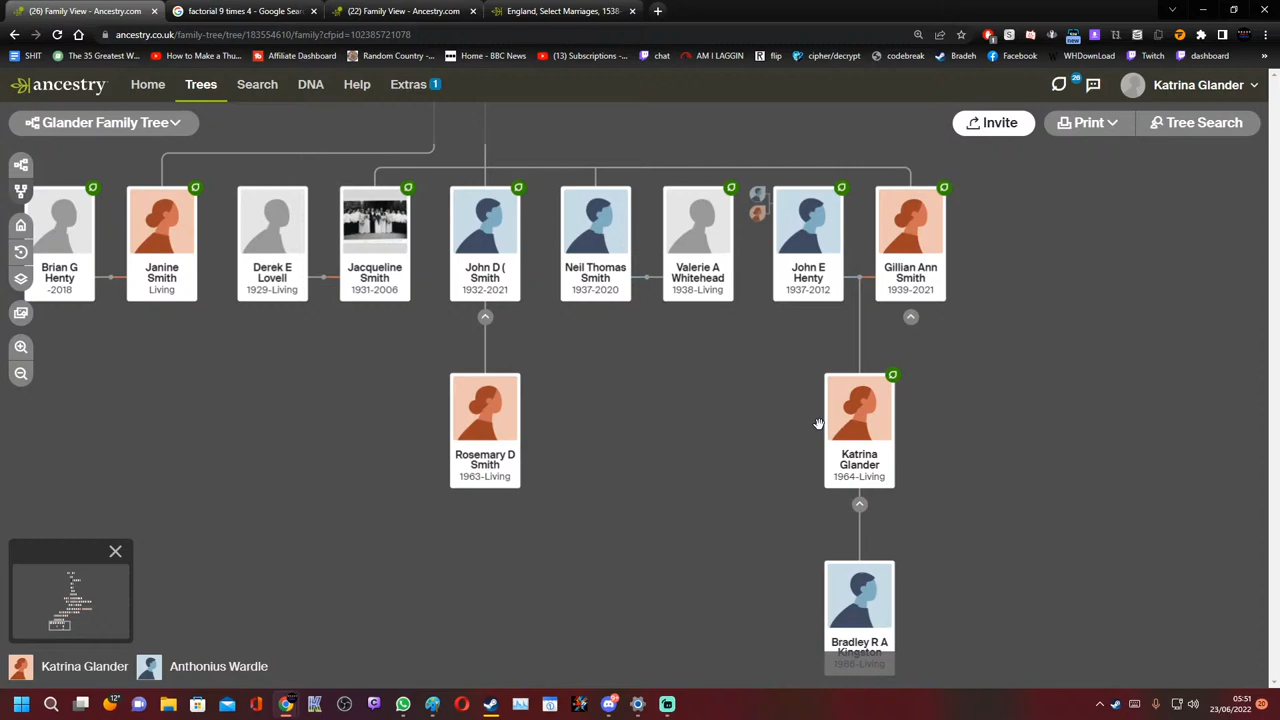 (26) Family View - Ancestry.com
factorial 9 times 4 - Google Sear
(22) Family View - Ancestry.com
England, Select Marriages, 1538-
ancestry.co.uk/family-tree/tree/183554610/family?cfpid=102385721078
SHIT
The 35 Greatest W...
How to Make a Thu...
Affiliate Dashboard
Random Country -...
Home - BBC News
(13) Subscriptions -...
chat
AM I LAGGIN
flip
cipher/decrypt
codebreak
Bradeh
Facebook
WHDownLoad
Twitch
dashboard
»
ancestry
Home
Trees
Search
DNA
Help
Extras 1
26
Katrina Glander
Glander Family Tree
Invite
Print
Tree Search
Brian G
Henty
-2018
Janine
Smith
Living
Derek E
Lovell
1929-Living
Jacqueline
Smith
1931-2006
John D (
Smith
1932-2021
Neil Thomas
Smith
1937-2020
Valerie A
Whitehead
1938-Living
John E
Henty
1937-2012
Gillian Ann
Smith
1939-2021
Rosemary D
Smith
1963-Living
Katrina
Glander
1964-Living
Bradley R A
Kingston
1986-Living
Katrina Glander
Anthonius Wardle
12°
05:51
23/06/2022